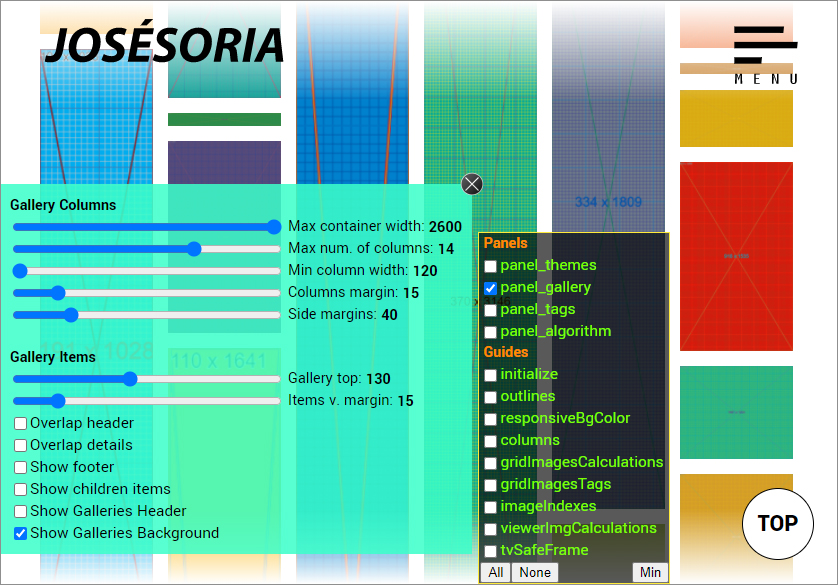 JOSÉSORIA
MENU
334 x 1809
Gallery Columns
Max container width: 2600
Max num. of columns: 14
Min column width: 120
Columns margin: 15
Side margins: 40
191 x 1028
110 x 1641
Gallery Items
Gallery top: 130
Items v. margin: 15
Overlap header
Overlap details
Show footer
Show children items
Show Galleries Header
Show Galleries Background
Panels
panel_themes
panel_gallery
panel_tags
panel_algorithm
Guides
initialize
outlines
responsiveBgColor
columns
gridImagesCalculations
gridImagesTags
imageIndexes
viewerImgCalculations
tvSafeFrame
All None Min
TOP